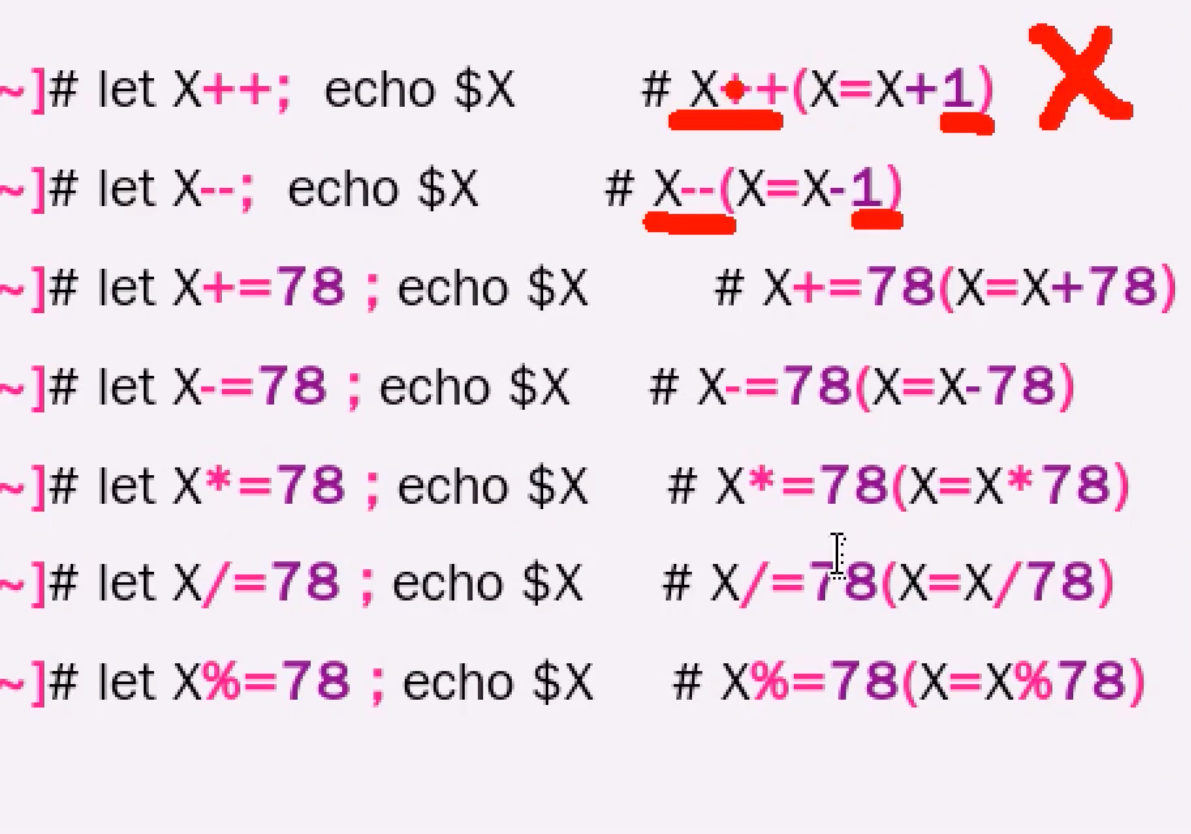 ~]# let X++;  echo $X # X++(X=X+1) X
~]# let X--;  echo $X # X--(X=X-1)
~]# let X+=78 ; echo $X # X+=78(X=X+78)
~]# let X-=78 ; echo $X # X-=78(X=X-78)
~]# let X*=78 ; echo $X # X*=78(X=X*78)
~]# let X/=78 ; echo $X # X/=78(X=X/78)
~]# let X%=78 ; echo $X # X%=78(X=X%78)